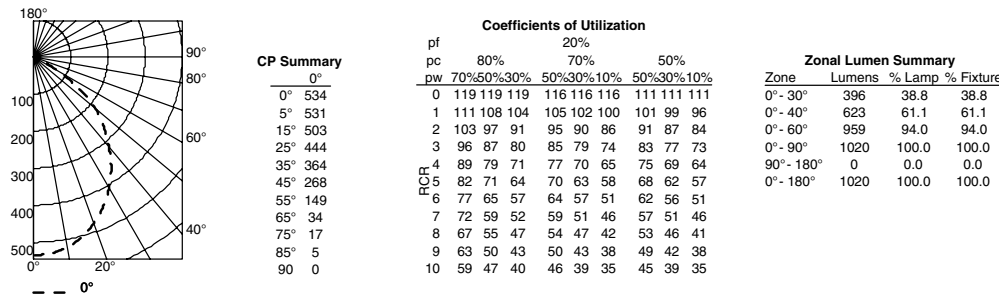 180°
90°
80°
60°
40°
20°
0°
100
200
300
400
500
0°
CP Summary
0°
0° 534
5° 531
15° 503
25° 444
35° 364
45° 268
55° 149
65° 34
75° 17
85° 5
90 0
Coefficients of Utilization
pf 20%
pc 80% 70% 50%
pw 70%50%30% 50%30%10% 50%30%10%
RCR
0 119 119 119 116 116 116 111 111 111
1 111 108 104 105 102 100 101 99 96
2 103 97 91 95 90 86 91 87 84
3 96 87 80 85 79 74 83 77 73
4 89 79 71 77 70 65 75 69 64
5 82 71 64 70 63 58 68 62 57
6 77 65 57 64 57 51 62 56 51
7 72 59 52 59 51 46 57 51 46
8 67 55 47 54 47 42 53 46 41
9 63 50 43 50 43 38 49 42 38
10 59 47 40 46 39 35 45 39 35
Zonal Lumen Summary
Zone Lumens % Lamp % Fixture
0° - 30° 396 38.8 38.8
0° - 40° 623 61.1 61.1
0° - 60° 959 94.0 94.0
0° - 90° 1020 100.0 100.0
90° - 180° 0 0.0 0.0
0° - 180° 1020 100.0 100.0